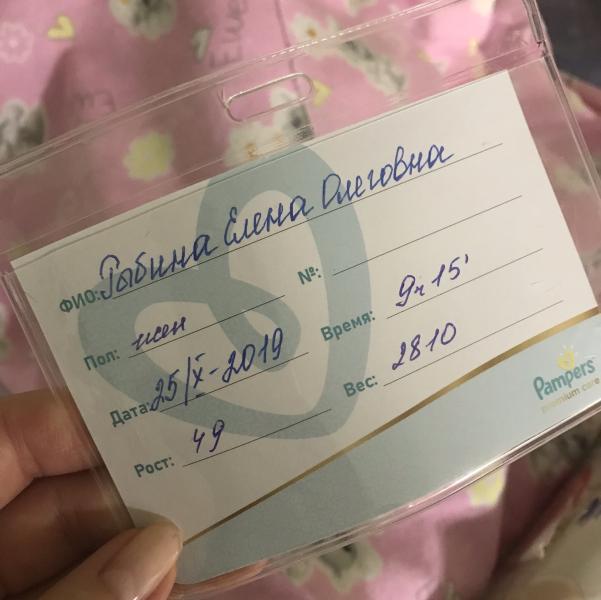 ФИО: Рыбина Елена Олеговна
№:
Пол: жен
Время: 9ч 15'
Дата: 25/X-2019
Вес: 2810
Рост: 49
Pampers
premium care